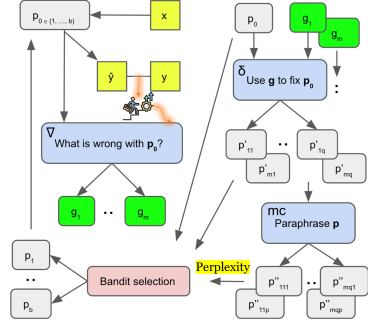 p0 ∈ {1, ..., b}
x
ŷ
y
∇
What is wrong with p0?
g1
··
gm
p1
··
pb
Bandit selection
Perplexity
p0
g1
gm
δ
Use g to fix p0
:
p'11
··
p'1q
p'm1
p'mq
mc
Paraphrase p
p''111
··
p''mq1
p''11p
p''mqp